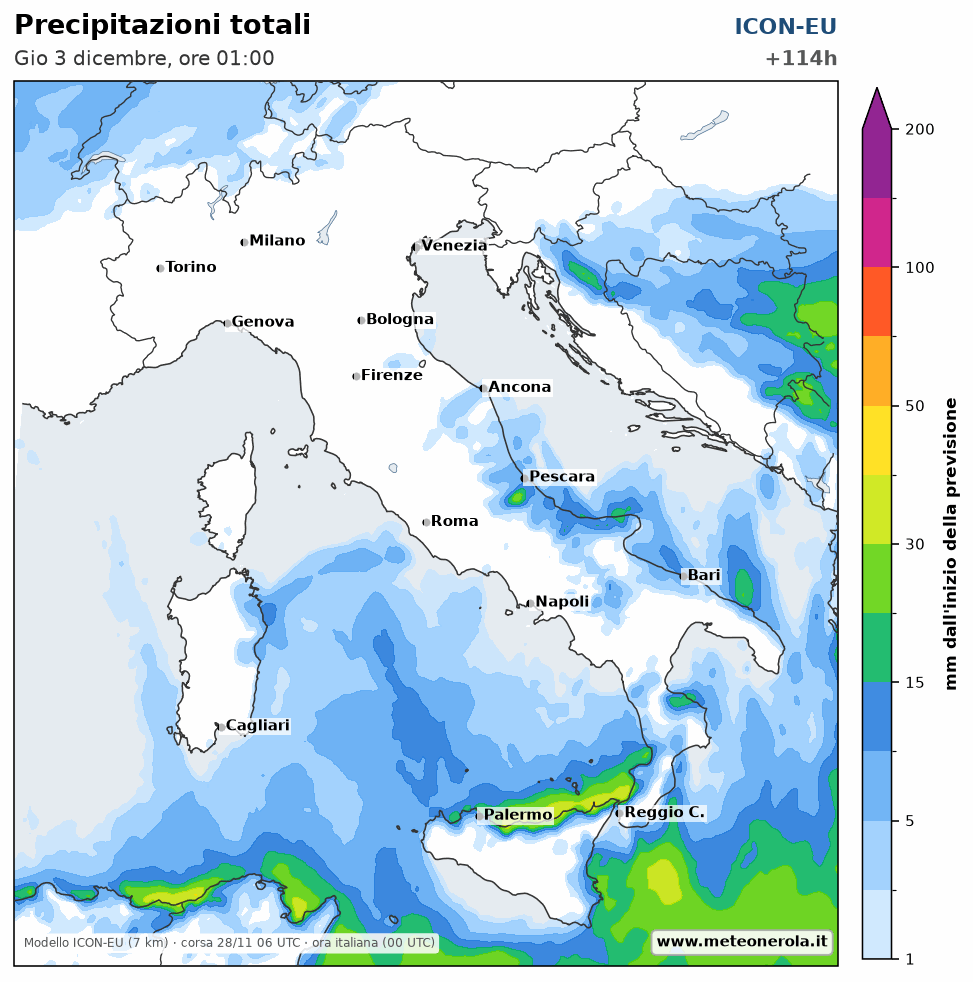 Precipitazioni totali
ICON-EU
Gio 3 dicembre, ore 01:00
+114h
200
100
50
30
15
5
1
mm dall'inizio della previsione
Milano
Venezia
Torino
Genova
Bologna
Firenze
Ancona
Pescara
Roma
Bari
Napoli
Cagliari
Palermo
Reggio C.
Modello ICON-EU (7 km) · corsa 28/11 06 UTC · ora italiana (00 UTC)
www.meteonerola.it